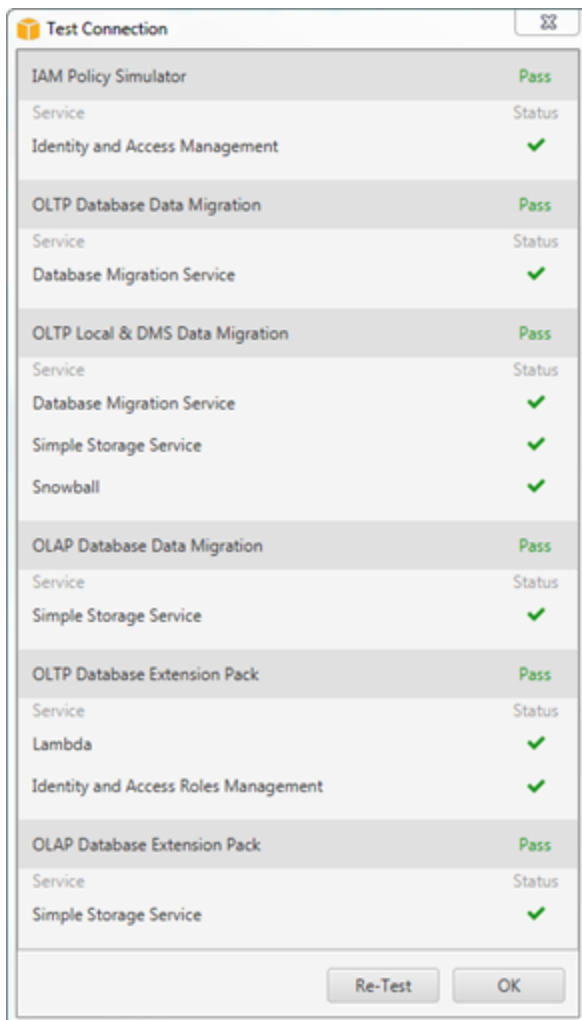 Test Connection
IAM Policy Simulator Pass
Service Status
Identity and Access Management
OLTP Database Data Migration Pass
Service Status
Database Migration Service
OLTP Local & DMS Data Migration Pass
Service Status
Database Migration Service
Simple Storage Service
Snowball
OLAP Database Data Migration Pass
Service Status
Simple Storage Service
OLTP Database Extension Pack Pass
Service Status
Lambda
Identity and Access Roles Management
OLAP Database Extension Pack Pass
Service Status
Simple Storage Service
Re-Test OK